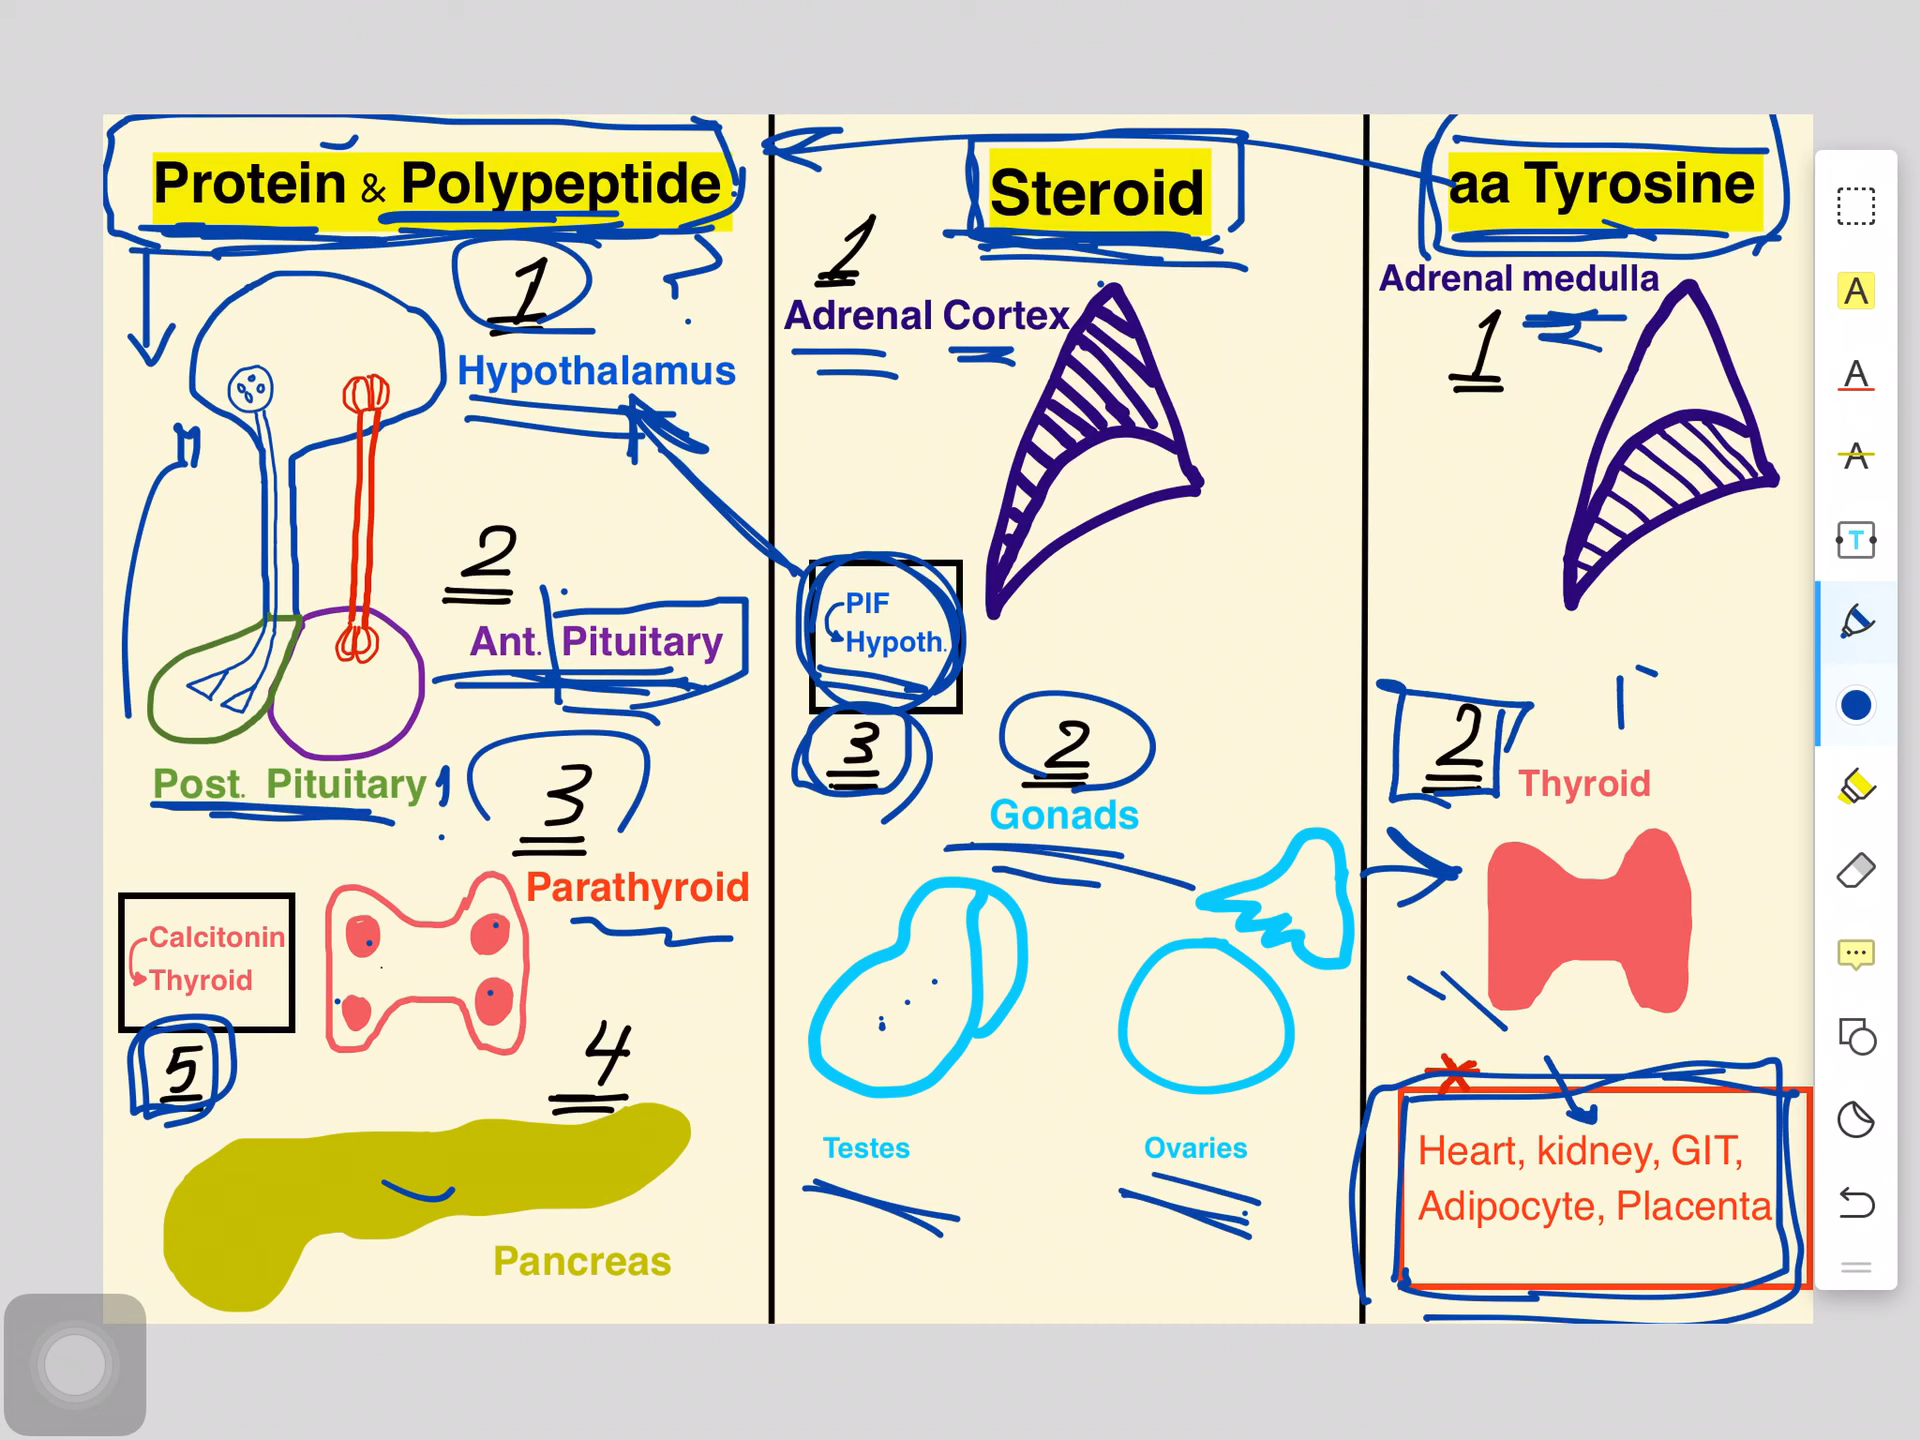 Protein & Polypeptide
1
Hypothalamus
2
Ant. Pituitary
Post. Pituitary
3
Parathyroid
Calcitonin
Thyroid
5
4
Pancreas
Steroid
1
Adrenal Cortex
PIF
Hypoth.
3
2
Gonads
Testes
Ovaries
aa Tyrosine
Adrenal medulla
1
2
Thyroid
Heart, kidney, GIT,
Adipocyte, Placenta
A
A
A
T